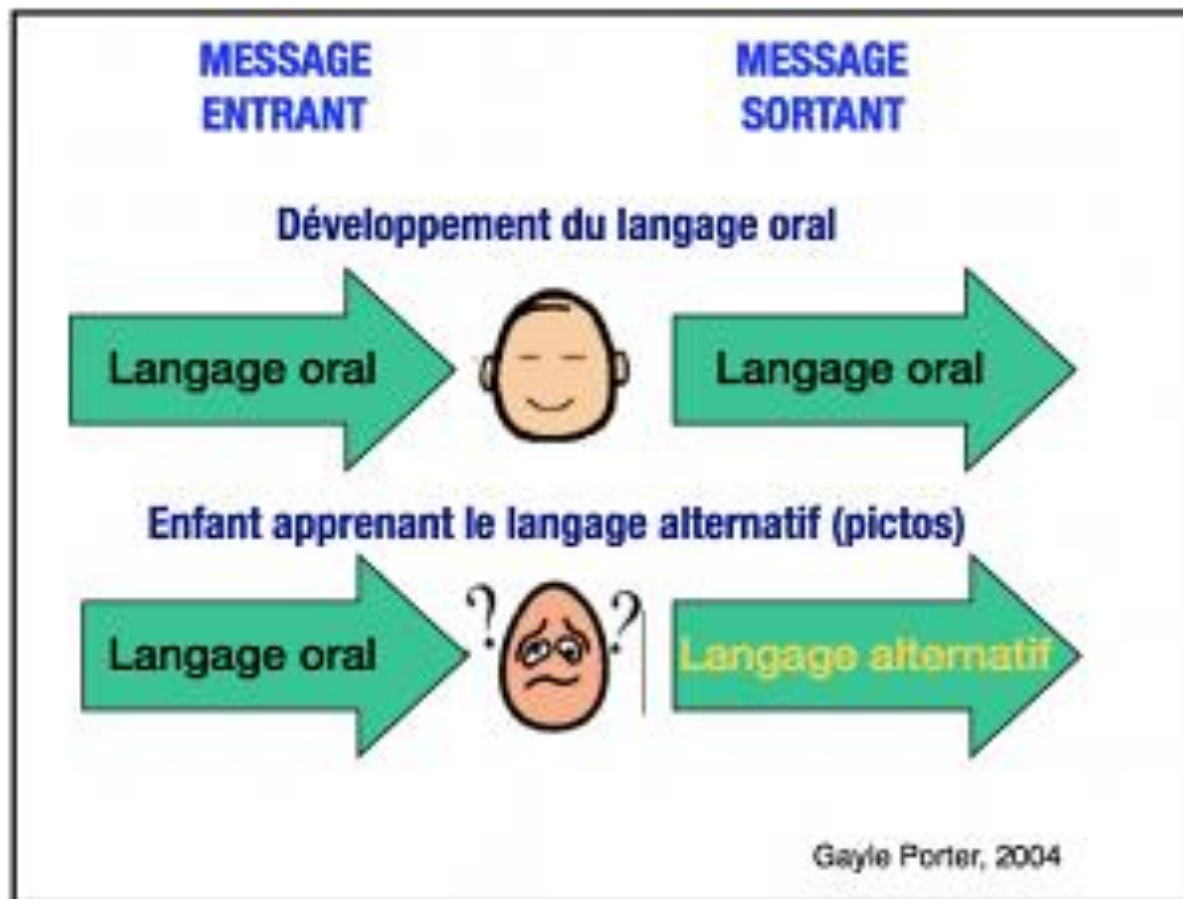 MESSAGE
ENTRANT
MESSAGE
SORTANT
Développement du langage oral
Langage oral
Langage oral
Enfant apprenant le langage alternatif (pictos)
Langage oral
? ?
Langage alternatif
Gayle Porter, 2004